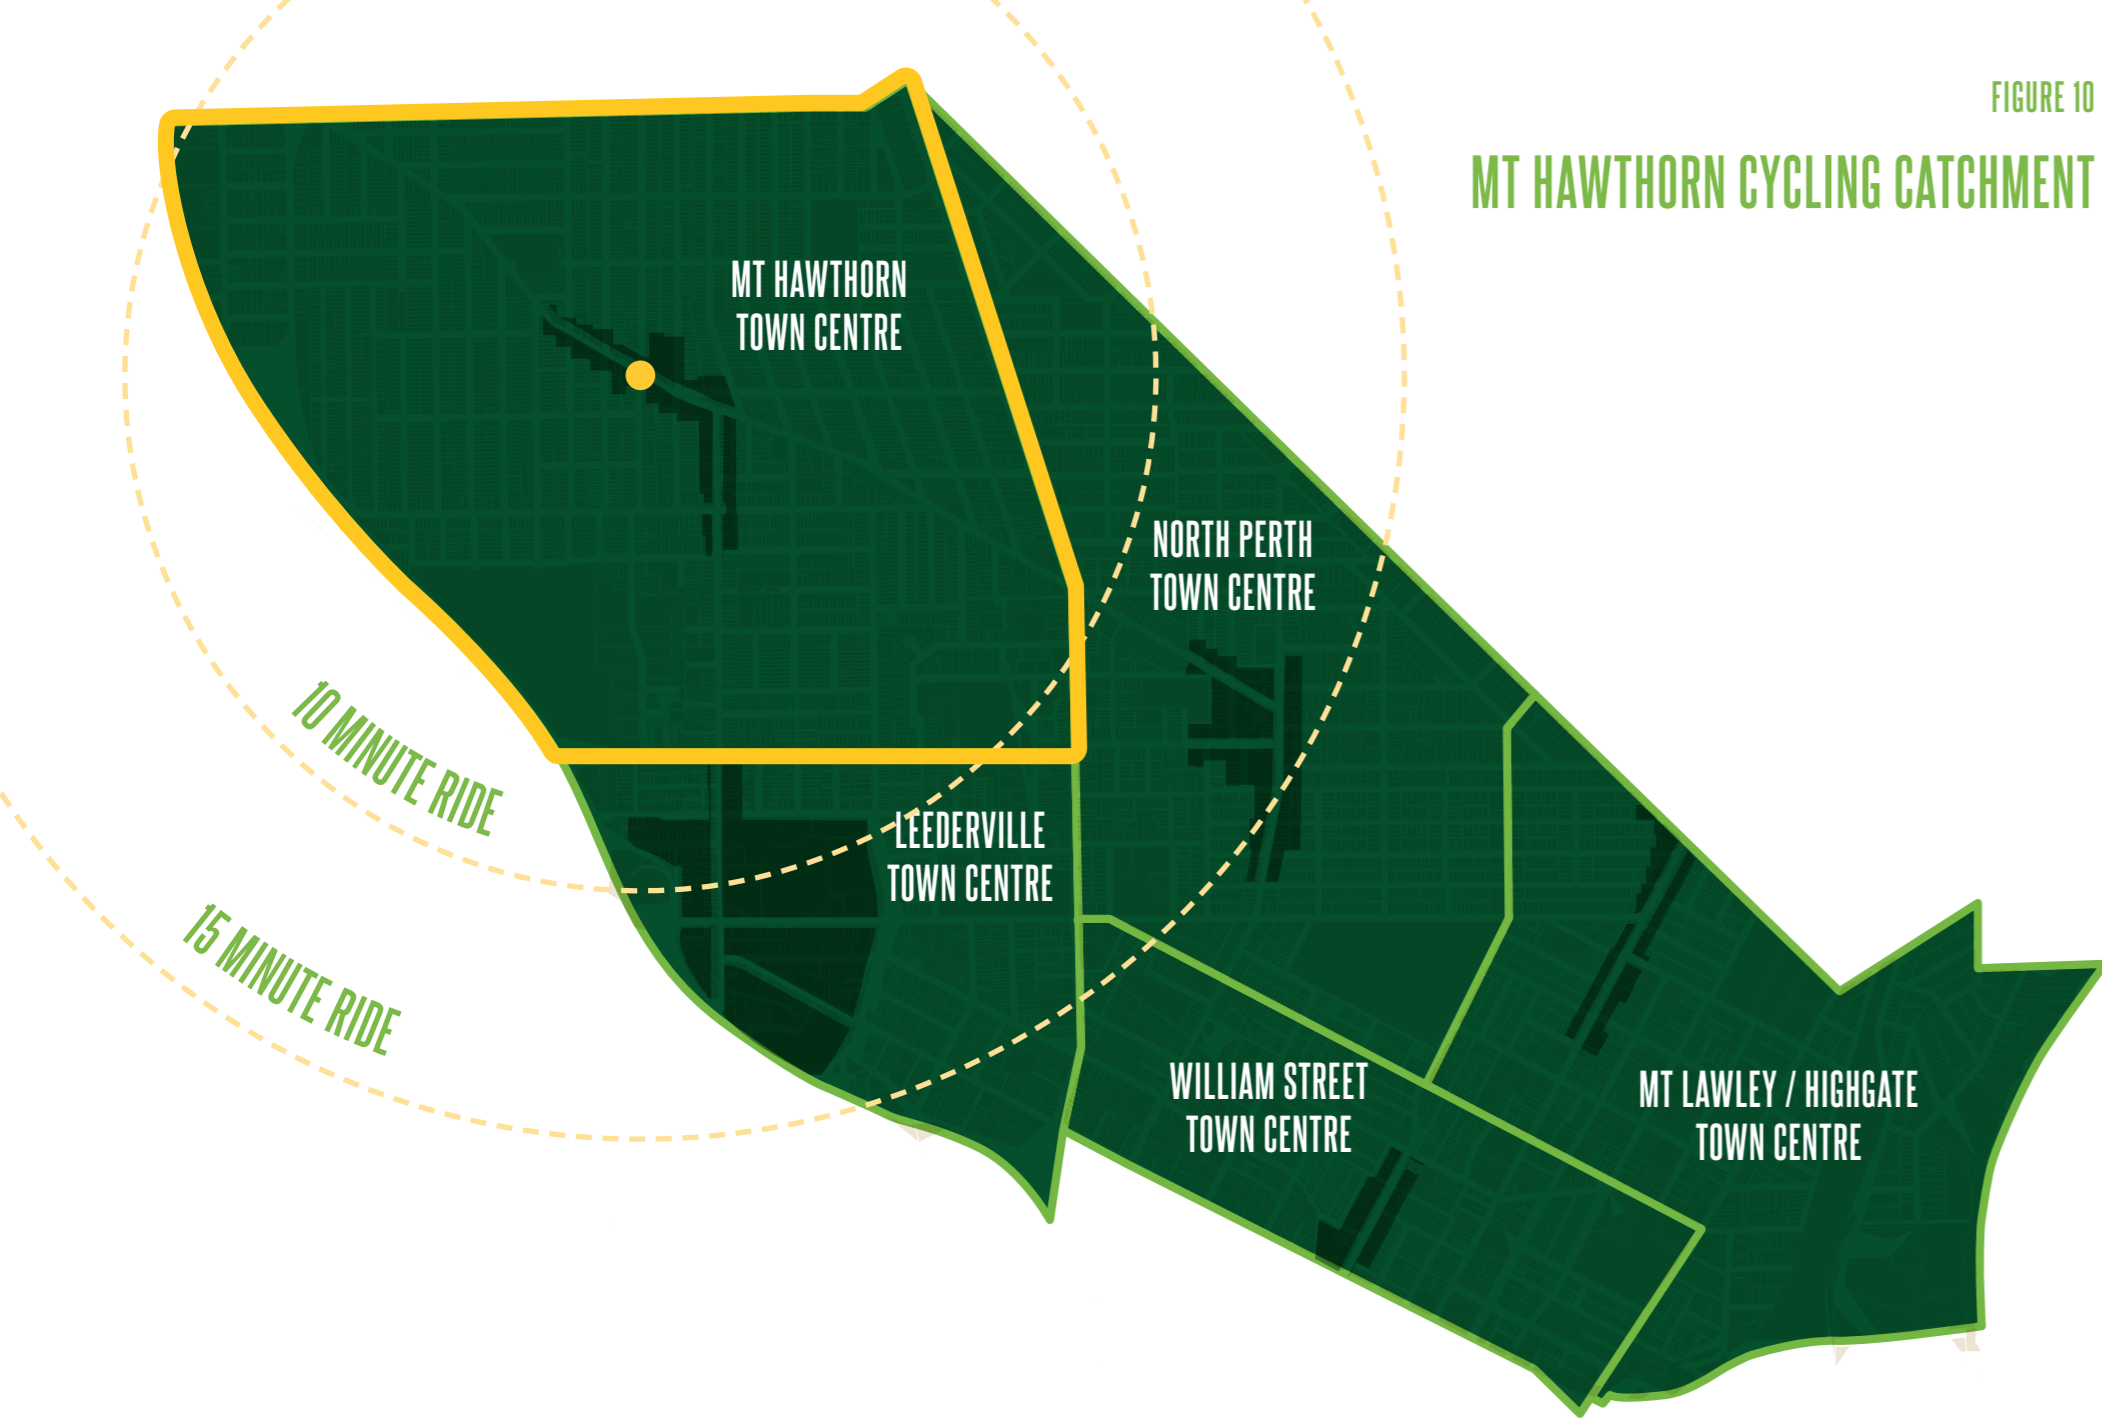 FIGURE 10
MT HAWTHORN CYCLING CATCHMENT
MT HAWTHORN
TOWN CENTRE
NORTH PERTH
TOWN CENTRE
10 MINUTE RIDE
LEEDERVILLE
TOWN CENTRE
15 MINUTE RIDE
WILLIAM STREET
TOWN CENTRE
MT LAWLEY / HIGHGATE
TOWN CENTRE